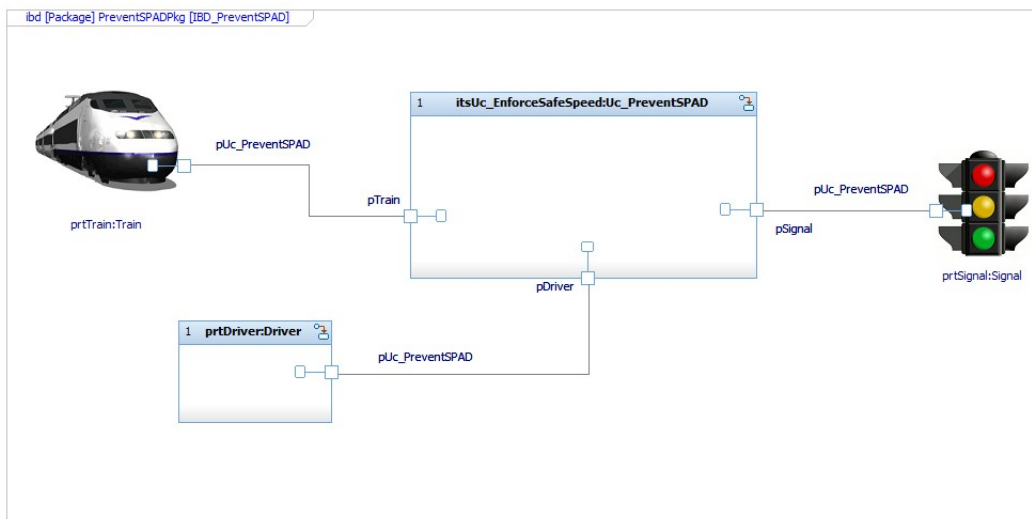 ibd [Package] PreventSPADPkg [IBD_PreventSPAD]
1 itsUc_EnforceSafeSpeed:Uc_PreventSPAD
pUc_PreventSPAD
pUc_PreventSPAD
pTrain
prtTrain:Train
pSignal
prtSignal:Signal
pDriver
1 prtDriver:Driver
pUc_PreventSPAD